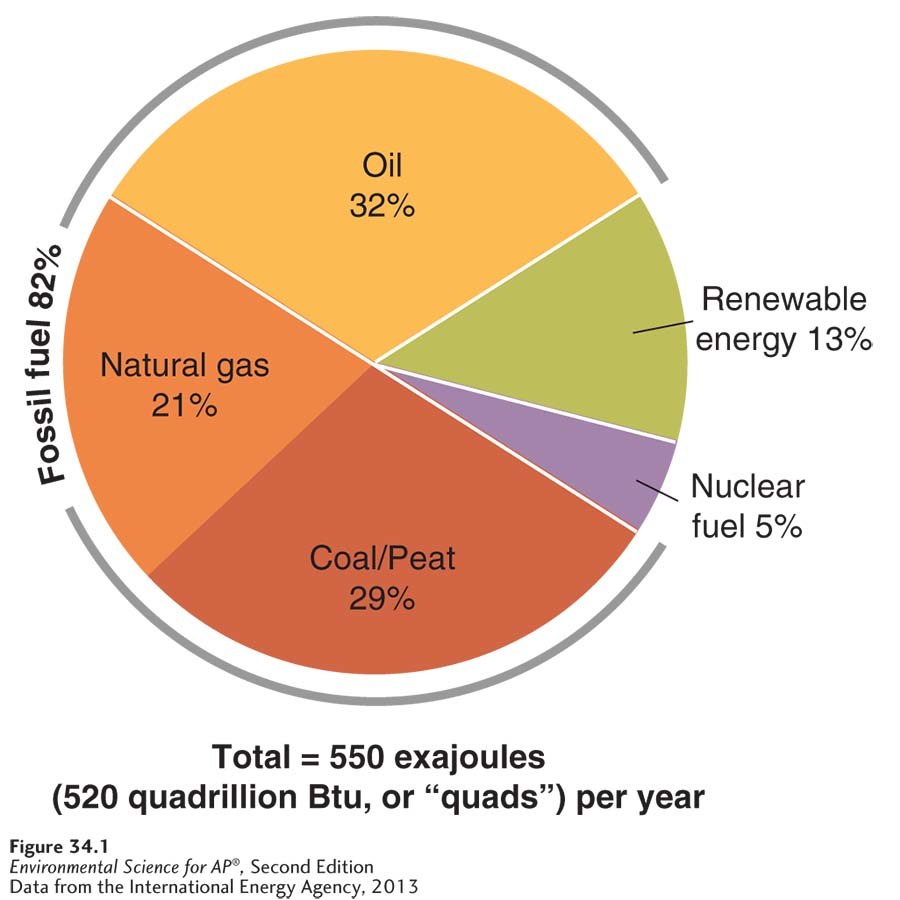 Oil
32%
Renewable
energy 13%
Fossil fuel 82%
Natural gas
21%
Nuclear
fuel 5%
Coal/Peat
29%
Total = 550 exajoules
(520 quadrillion Btu, or “quads”) per year
Figure 34.1
Environmental Science for AP®, Second Edition
Data from the International Energy Agency, 2013